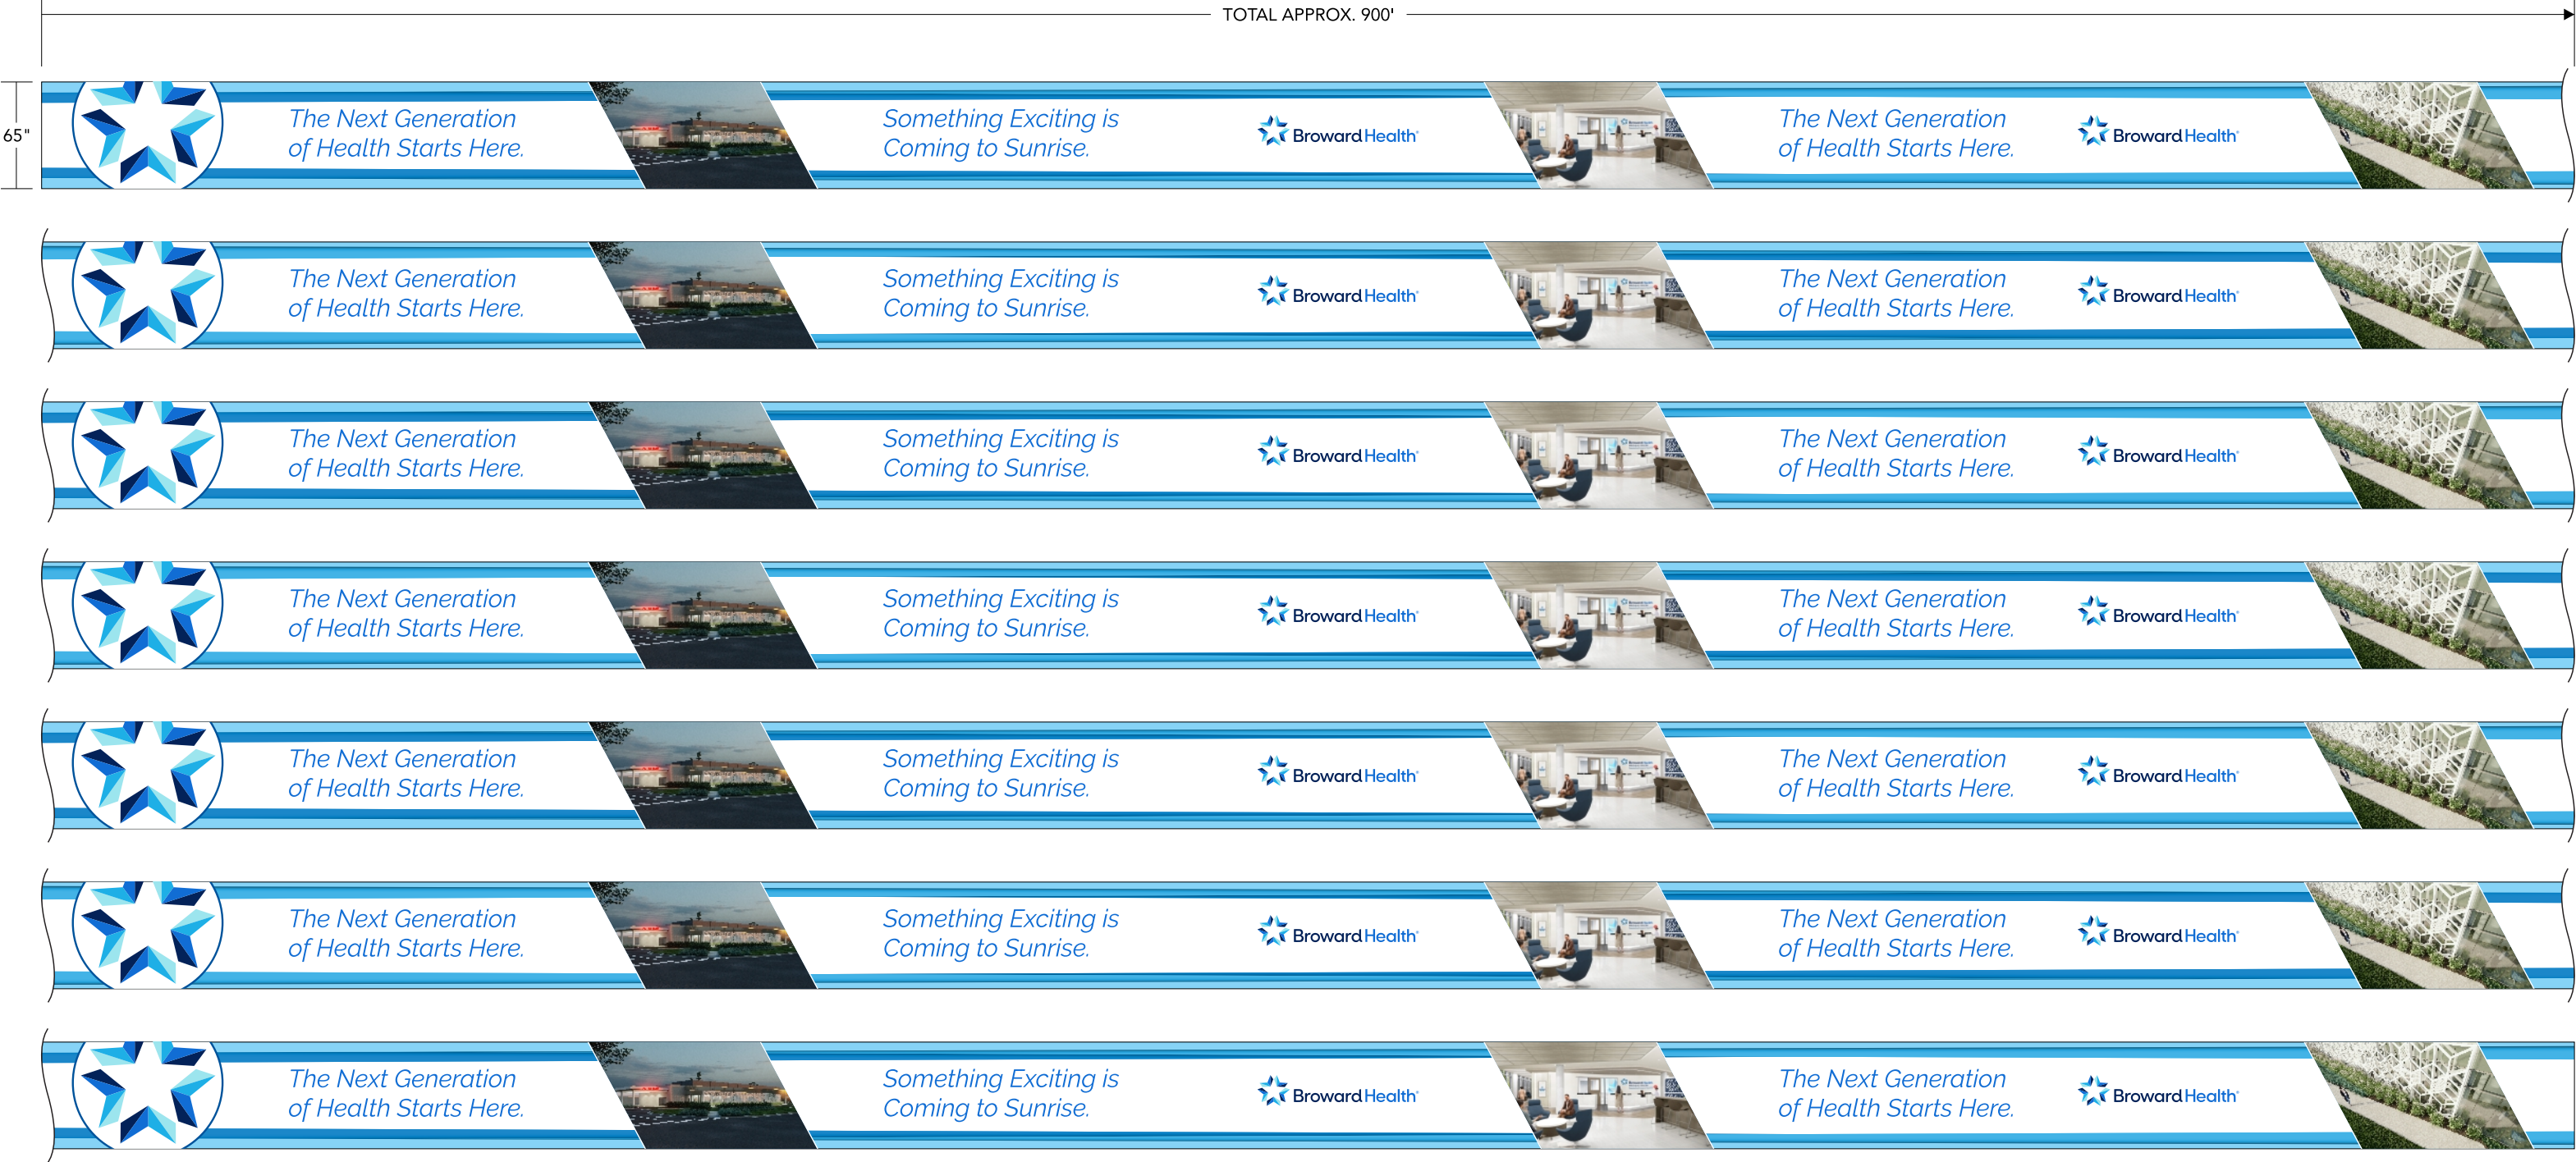 TOTAL APPROX. 900'
65"
The Next Generation
of Health Starts Here.
Something Exciting is
Coming to Sunrise.
BrowardHealth®
The Next Generation
of Health Starts Here.
BrowardHealth®
The Next Generation
of Health Starts Here.
Something Exciting is
Coming to Sunrise.
BrowardHealth®
The Next Generation
of Health Starts Here.
BrowardHealth®
The Next Generation
of Health Starts Here.
Something Exciting is
Coming to Sunrise.
BrowardHealth®
The Next Generation
of Health Starts Here.
BrowardHealth®
The Next Generation
of Health Starts Here.
Something Exciting is
Coming to Sunrise.
BrowardHealth®
The Next Generation
of Health Starts Here.
BrowardHealth®
The Next Generation
of Health Starts Here.
Something Exciting is
Coming to Sunrise.
BrowardHealth®
The Next Generation
of Health Starts Here.
BrowardHealth®
The Next Generation
of Health Starts Here.
Something Exciting is
Coming to Sunrise.
BrowardHealth®
The Next Generation
of Health Starts Here.
BrowardHealth®
The Next Generation
of Health Starts Here.
Something Exciting is
Coming to Sunrise.
BrowardHealth®
The Next Generation
of Health Starts Here.
BrowardHealth®